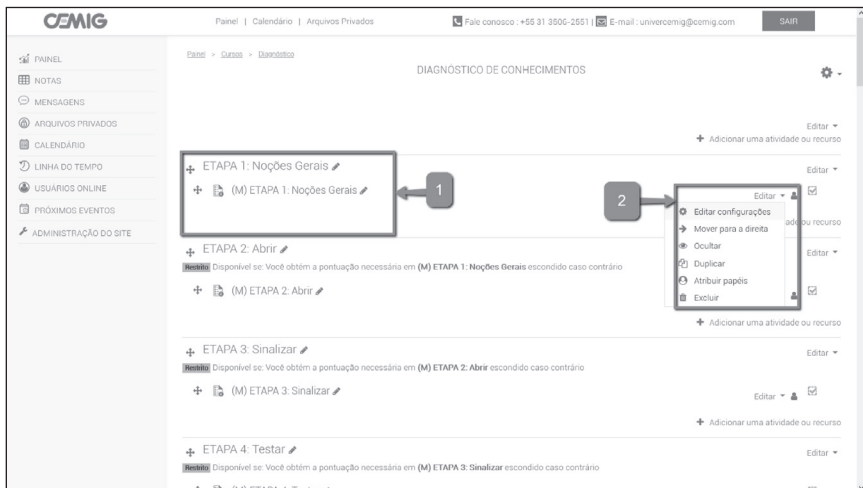 CEMIG
Painel | Calendário | Arquivos Privados
Fale conosco : +55 31 3506-2551 | E-mail : univercemig@cemig.com
SAIR
PAINEL
NOTAS
MENSAGENS
ARQUIVOS PRIVADOS
CALENDÁRIO
LINHA DO TEMPO
USUARIOS ONLINE
PRÓXIMOS EVENTOS
ADMINISTRAÇÃO DO SITE
Painel > Cursos > Diagnóstico
DIAGNÓSTICO DE CONHECIMENTOS
Editar
Adicionar uma atividade ou recurso
ETAPA 1: Noções Gerais
Editar
(M) ETAPA 1: Noções Gerais
1
2
Editar
Editar configurações
Mover para a direita
Ocultar
Duplicar
Atribuir papéis
Excluir
ade ou recurso
ETAPA 2: Abrir
Editar
Restrito Disponível se: Você obtém a pontuação necessária em (M) ETAPA 1: Noções Gerais escondido caso contrário
(M) ETAPA 2: Abrir
Adicionar uma atividade ou recurso
ETAPA 3: Sinalizar
Editar
Restrito Disponível se: Você obtém a pontuação necessária em (M) ETAPA 2: Abrir escondido caso contrário
(M) ETAPA 3: Sinalizar
Editar
Adicionar uma atividade ou recurso
ETAPA 4: Testar
Editar
Restrito Disponível se: Você obtém a pontuação necessária em (M) ETAPA 3: Sinalizar escondido caso contrário